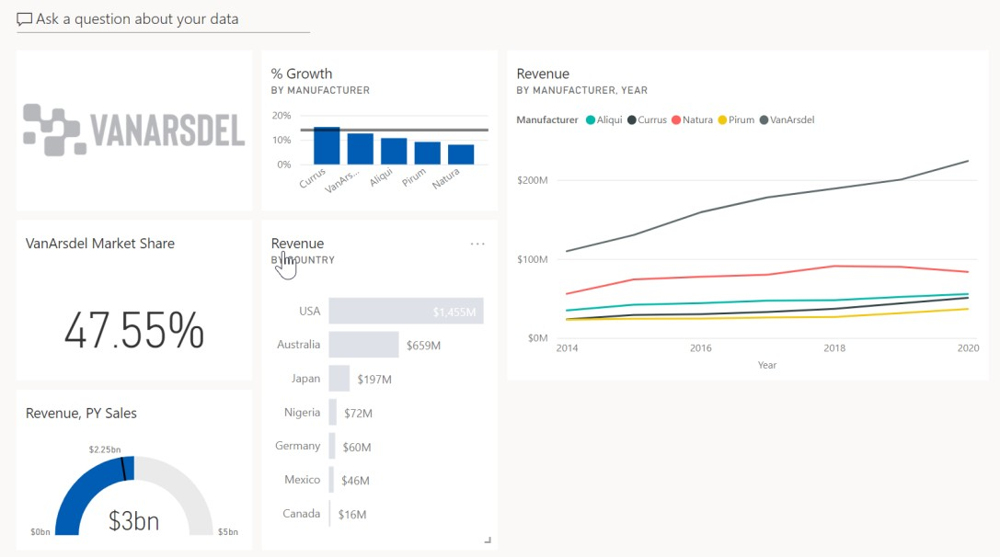 Ask a question about your data
VANARSDEL
% Growth
BY MANUFACTURER
20%
10%
0%
Currus
VanArs...
Aliqui
Pirum
Natura
Revenue
BY MANUFACTURER, YEAR
Manufacturer Aliqui Currus Natura Pirum VanArsdel
$200M
$100M
$0M
2014 2016 2018 2020
Year
VanArsdel Market Share
47.55%
Revenue
BY COUNTRY
USA $1,455M
Australia $659M
Japan $197M
Nigeria $72M
Germany $60M
Mexico $46M
Canada $16M
Revenue, PY Sales
$2.25bn
$3bn
$0bn $5bn